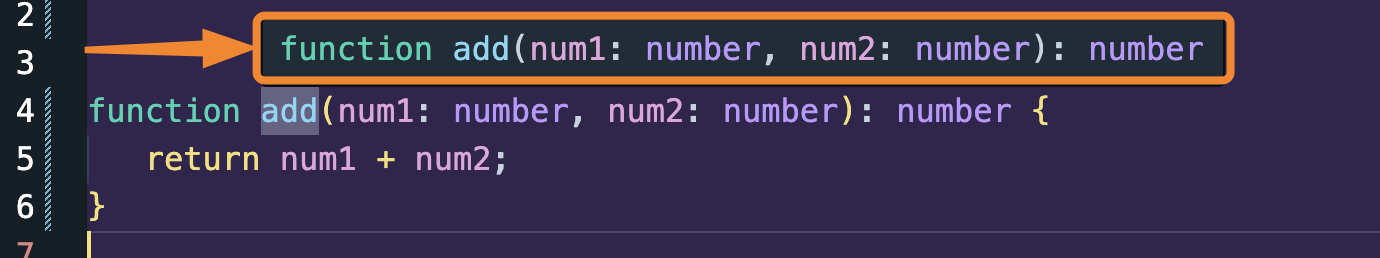 2
function add(num1: number, num2: number): number
3
4 function add(num1: number, num2: number): number {
5 return num1 + num2;
6 }
7